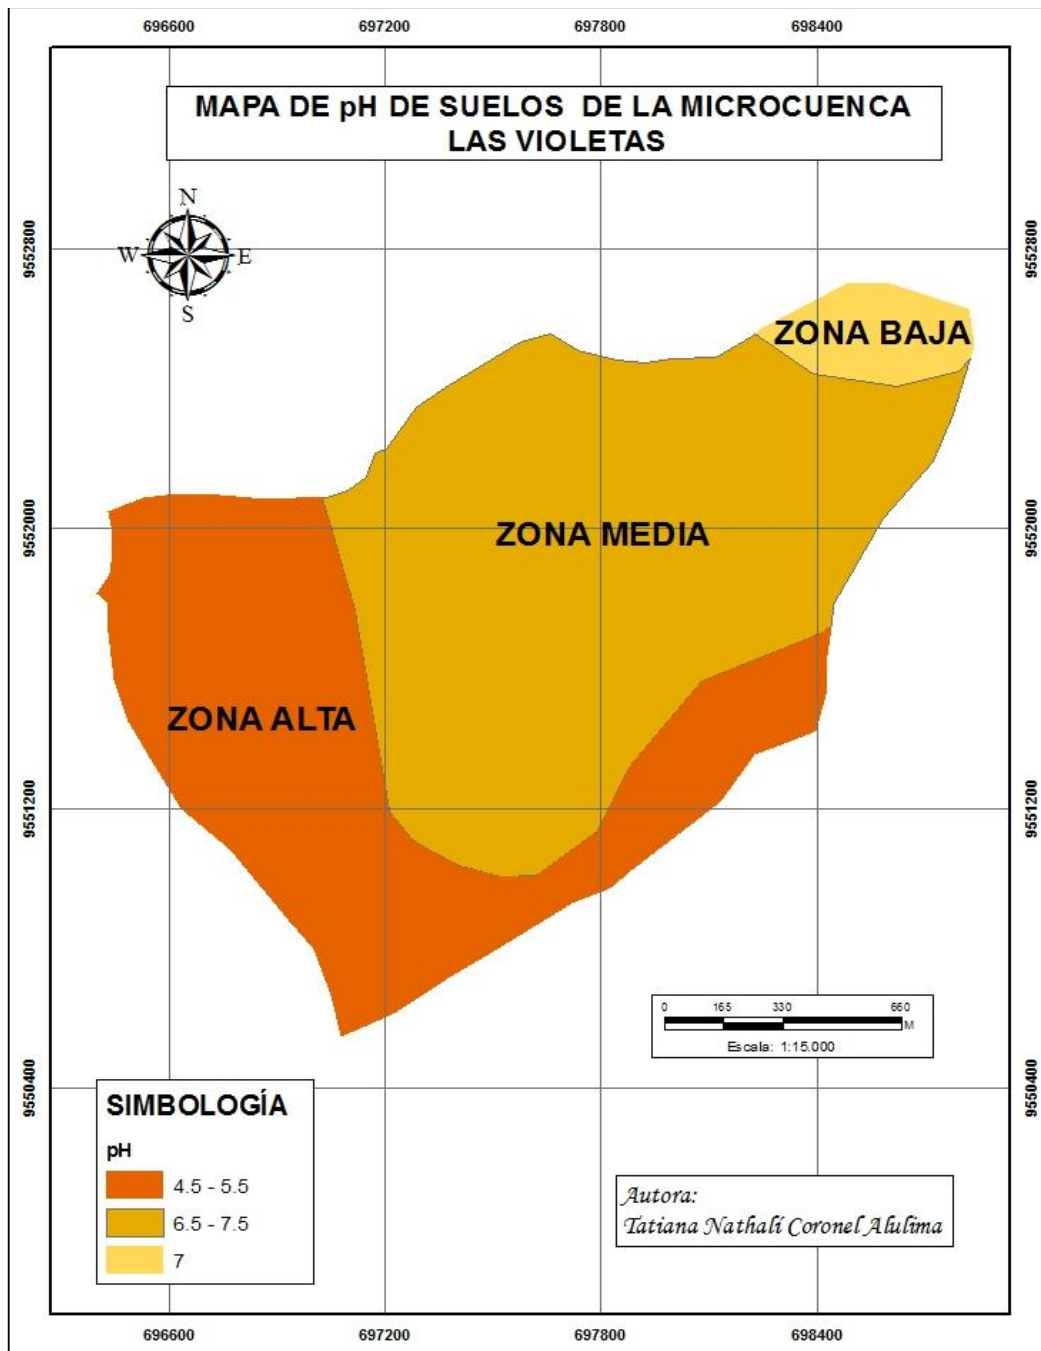 696600 697200 697800 698400
MAPA DE pH DE SUELOS DE LA MICROCUENCA
LAS VIOLETAS
N
W E
S
9552800 9552800
ZONA BAJA
9552000 9552000
ZONA MEDIA
ZONA ALTA
9551200 9551200
0 165 330 660
M
Escala: 1:15.000
9550400 9550400
SIMBOLOGÍA
pH
4.5 - 5.5
6.5 - 7.5
7
Autora:
Tatiana Nathalí Coronel Alulima
696600 697200 697800 698400